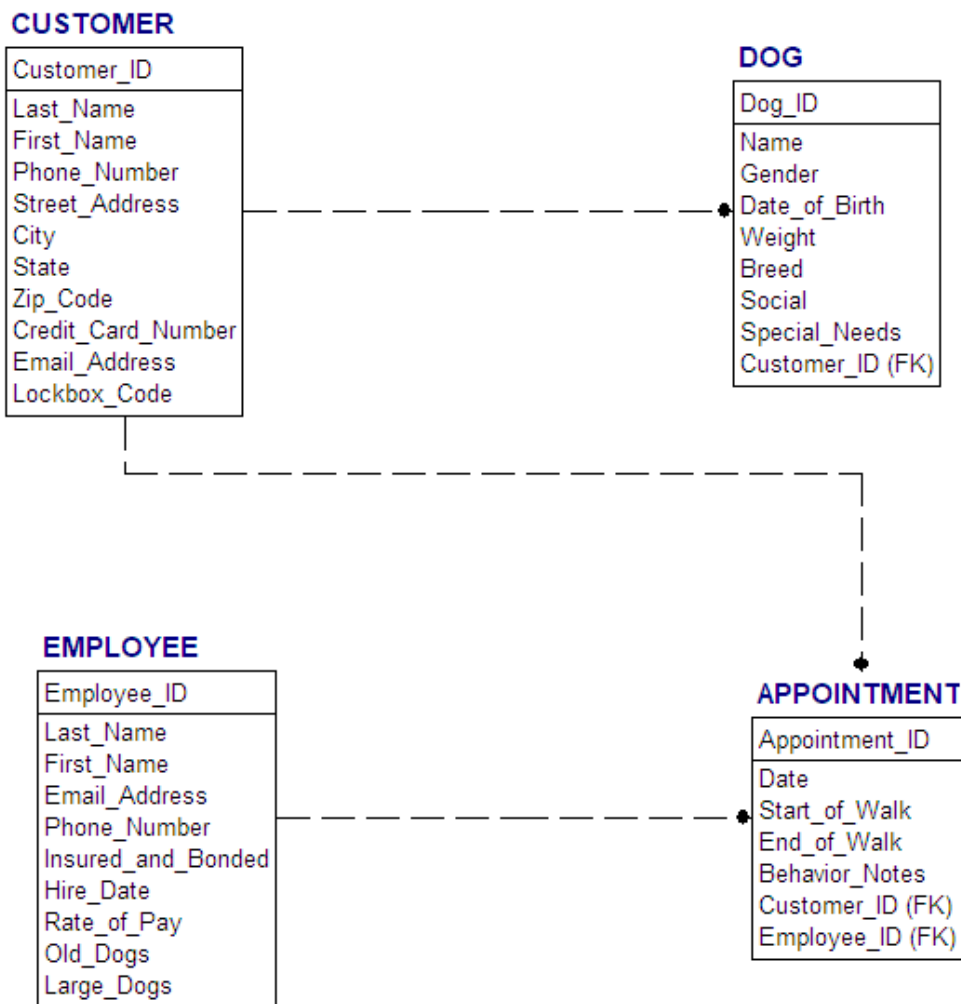 CUSTOMER
Customer_ID
Last_Name
First_Name
Phone_Number
Street_Address
City
State
Zip_Code
Credit_Card_Number
Email_Address
Lockbox_Code
DOG
Dog_ID
Name
Gender
Date_of_Birth
Weight
Breed
Social
Special_Needs
Customer_ID (FK)
EMPLOYEE
Employee_ID
Last_Name
First_Name
Email_Address
Phone_Number
Insured_and_Bonded
Hire_Date
Rate_of_Pay
Old_Dogs
Large_Dogs
APPOINTMENT
Appointment_ID
Date
Start_of_Walk
End_of_Walk
Behavior_Notes
Customer_ID (FK)
Employee_ID (FK)